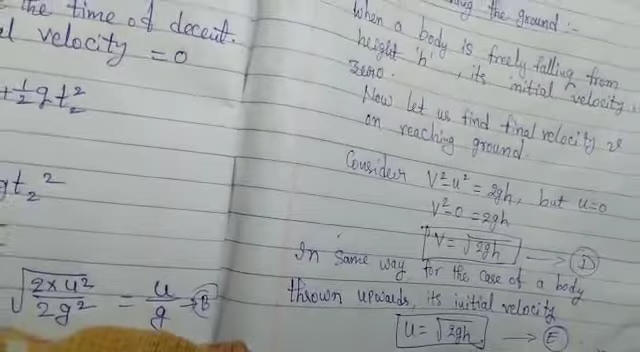 the time of decent.
velocity = 0
+ 1/2 g t₂²
gt₂²
√(2×u²/2g²) = u/g → B
the ground :-
When a body is freely falling from
height 'h', its initial velocity is
zero.
Now let us find final velocity v
on reaching ground.
Consider V²-u² = 2gh, but u=0
V²-0 = 2gh
V = √2gh → D
In same way for the case of a body
thrown upwards, its initial velocity
u = √2gh → E